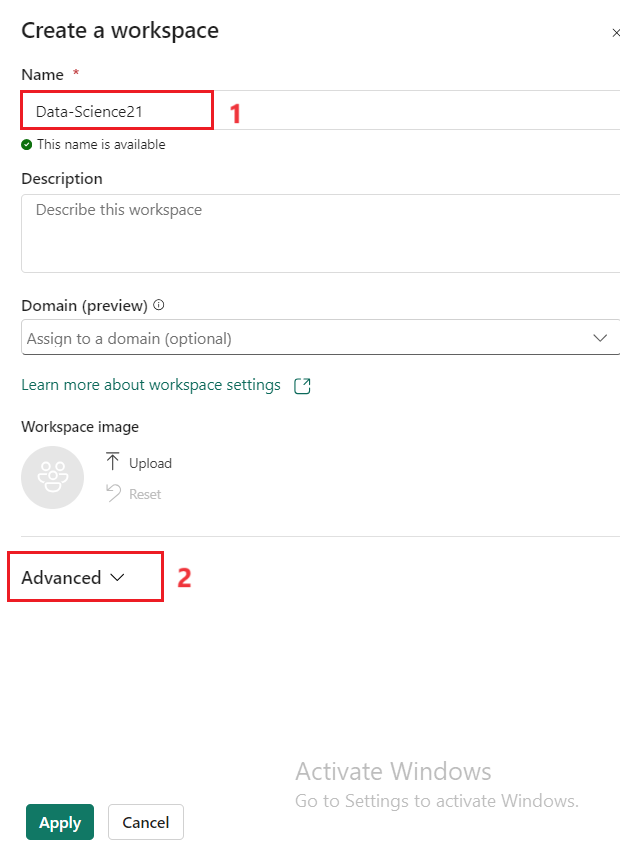 Create a workspace
Name *
Data-Science21 1
This name is available
Description
Describe this workspace
Domain (preview)
Assign to a domain (optional)
Learn more about workspace settings
Workspace image
Upload
Reset
Advanced 2
Activate Windows
Go to Settings to activate Windows.
Apply Cancel